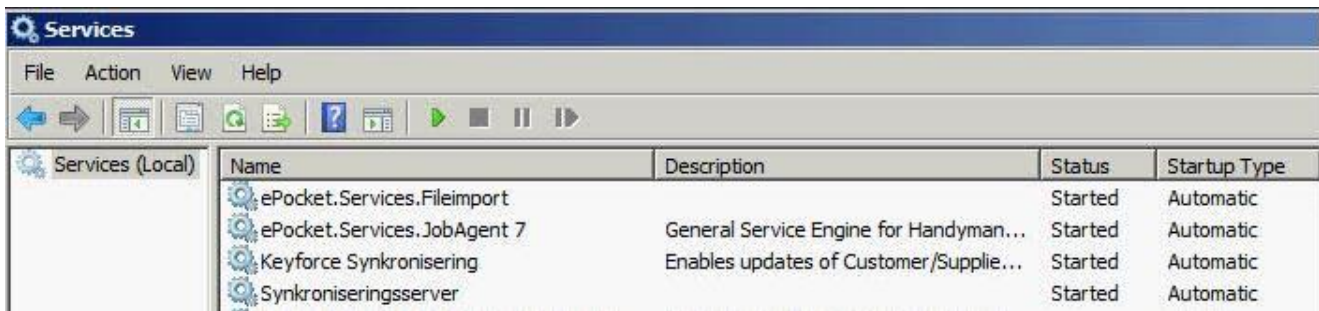 Services
File Action View Help
Services (Local) Name Description Status Startup Type
ePocket.Services.Fileimport Started Automatic
ePocket.Services.JobAgent 7 General Service Engine for Handyman... Started Automatic
Keyforce Synkronisering Enables updates of Customer/Supplie... Started Automatic
Synkroniseringsserver Started Automatic